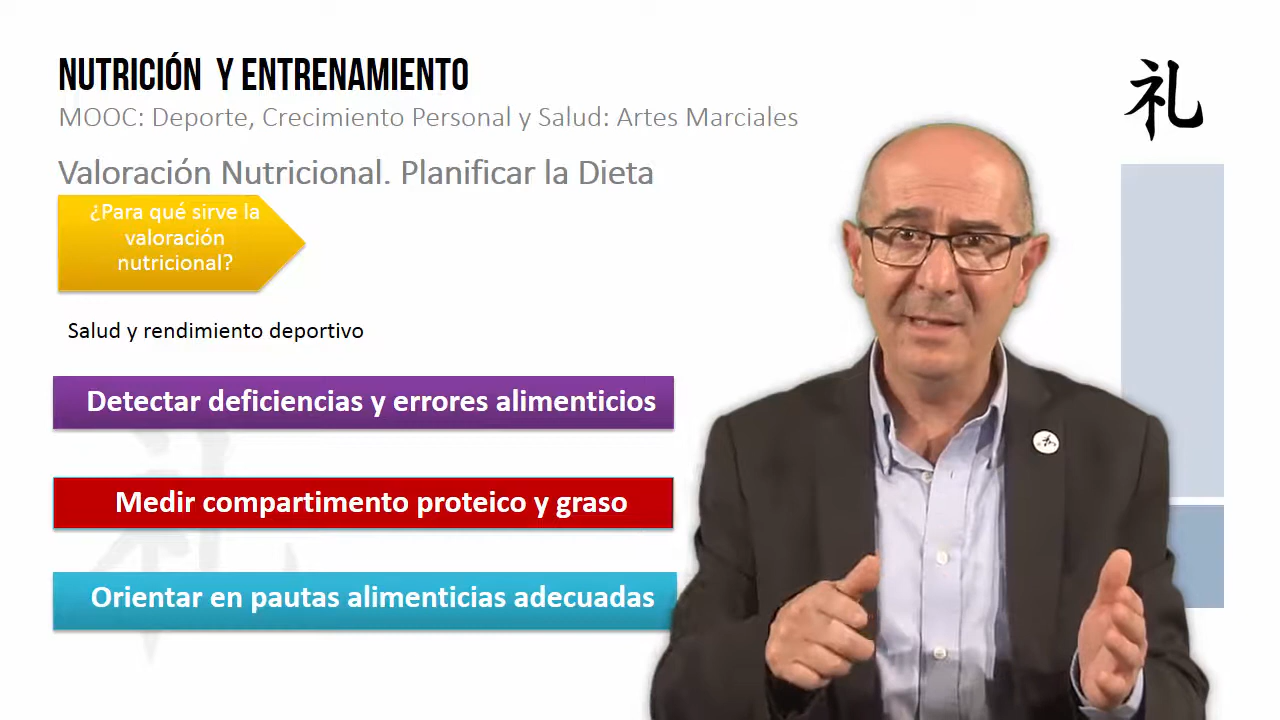 NUTRICIÓN Y ENTRENAMIENTO
MOOC: Deporte, Crecimiento Personal y Salud: Artes Marciales
礼
Valoración Nutricional. Planificar la Dieta
¿Para qué sirve la
valoración
nutricional?
Salud y rendimiento deportivo
Detectar deficiencias y errores alimenticios
Medir compartimento proteico y graso
Orientar en pautas alimenticias adecuadas